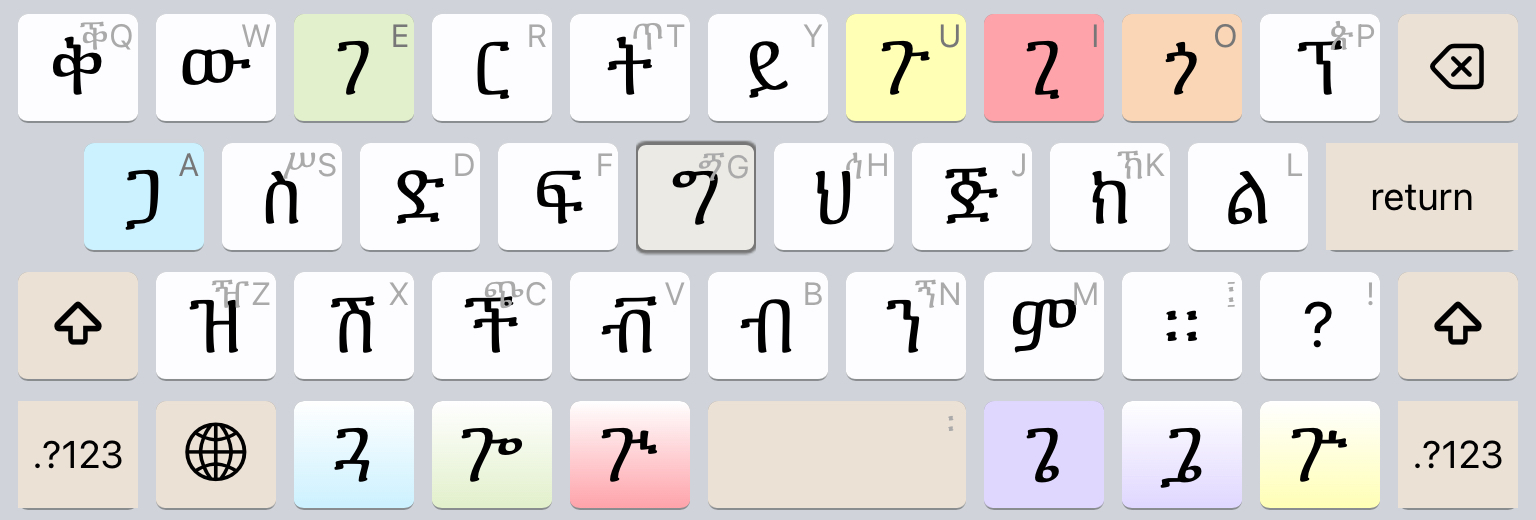 ቅ ቕ Q ው W ገ E ር R ት ጥ T ይ Y ጉ U ጊ I ጎ O ፕ ጵ P
ጋ A ስ ሥ S ድ D ፍ F ግ G ህ ኅ H ጅ J ክ ኽ K ል L return
ዝ ዥ Z ሽ X ች ጭ C ቭ V ብ B ን ኝ N ም M ። ፤ ? !
.?123 ጓ ጐ ጒ ፡ ጌ ጔ ጕ .?123